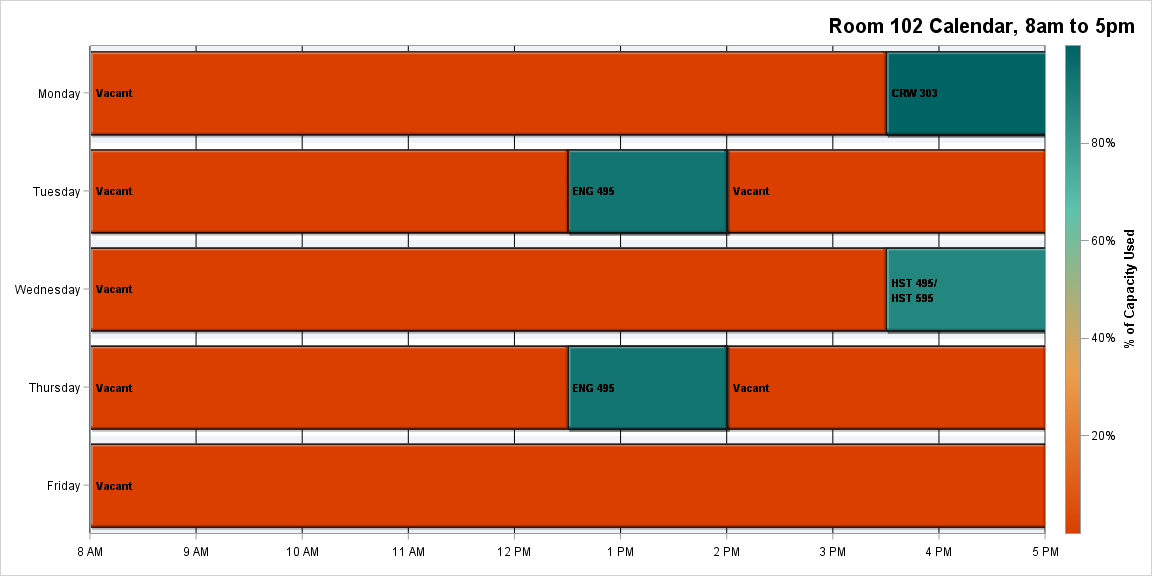 Room 102 Calendar, 8am to 5pm
Monday
Vacant
CRW 303
Tuesday
Vacant
ENG 495
Vacant
Wednesday
Vacant
HST 495/
HST 595
Thursday
Vacant
ENG 495
Vacant
Friday
Vacant
8 AM
9 AM
10 AM
11 AM
12 PM
1 PM
2 PM
3 PM
4 PM
5 PM
80%
60%
40%
20%
% of Capacity Used